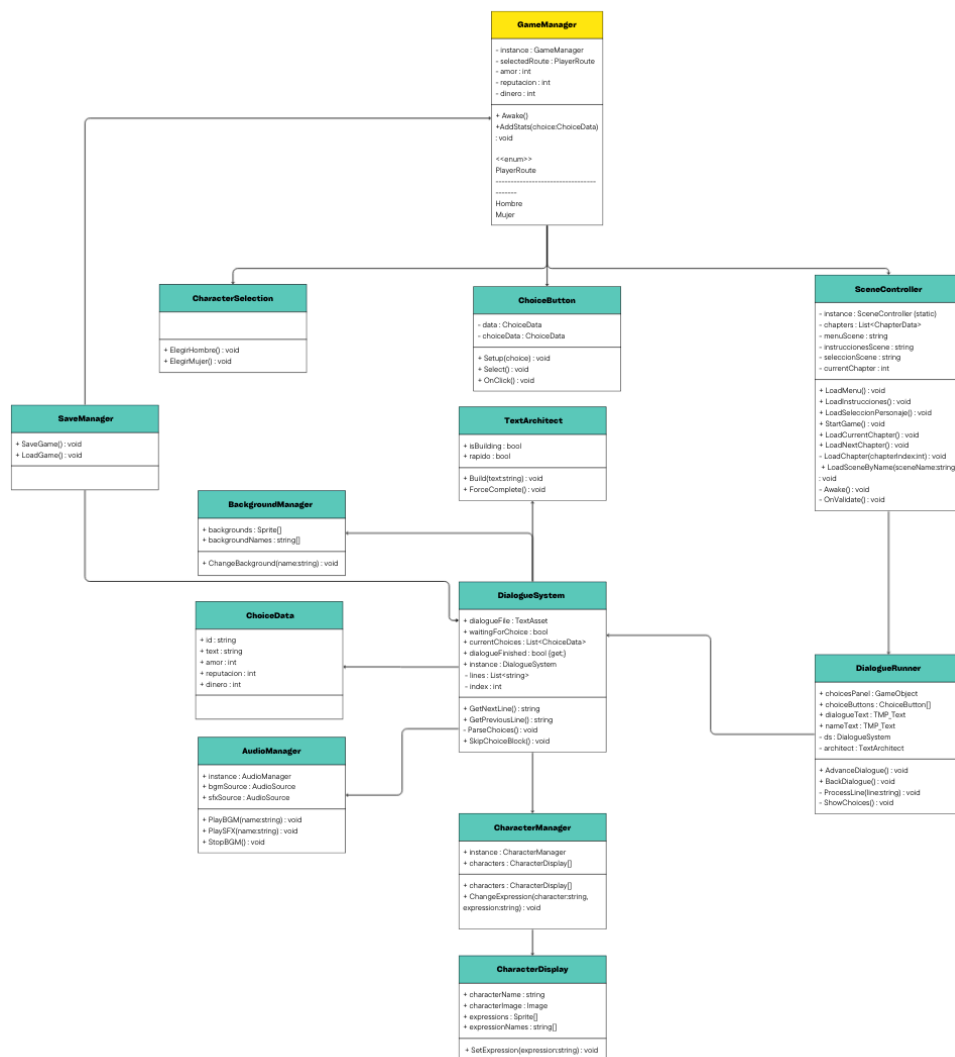 GameManager
- instance : GameManager
- selectedRoute : PlayerRoute
- amor : int
- reputacion : int
- dinero : int
+ Awake()
+AddStats(choice:ChoiceData)
: void
<<enum>>
PlayerRoute
----------------------------------
-------
Hombre
Mujer
CharacterSelection
+ ElegirHombre() : void
+ ElegirMujer() : void
ChoiceButton
- data : ChoiceData
- choiceData : ChoiceData
+ Setup(choice) : void
+ Select() : void
+ OnClick() : void
SceneController
- instance : SceneController (static)
- chapters : List<ChapterData>
- menuScene : string
- instruccionesScene : string
- seleccionScene : string
- currentChapter : int
+ LoadMenu() : void
+ LoadInstrucciones() : void
+ LoadSeleccionPersonaje() : void
+ StartGame() : void
+ LoadCurrentChapter() : void
+ LoadNextChapter() : void
- LoadChapter(chapterIndex:int) : void
+ LoadSceneByName(sceneName:string)
: void
- Awake() : void
- OnValidate() : void
SaveManager
+ SaveGame() : void
+ LoadGame() : void
TextArchitect
+ isBuilding : bool
+ rapido : bool
+ Build(text:string) : void
+ ForceComplete() : void
BackgroundManager
+ backgrounds : Sprite[]
+ backgroundNames : string[]
+ ChangeBackground(name:string) : void
DialogueSystem
+ dialogueFile : TextAsset
+ waitingForChoice : bool
+ currentChoices : List<ChoiceData>
+ dialogueFinished : bool {get;}
+ instance : DialogueSystem
- lines : List<string>
- index : int
+ GetNextLine() : string
+ GetPreviousLine() : string
- ParseChoices() : void
+ SkipChoiceBlock() : void
ChoiceData
+ id : string
+ text : string
+ amor : int
+ reputacion : int
+ dinero : int
DialogueRunner
+ choicesPanel : GameObject
+ choiceButtons : ChoiceButton[]
+ dialogueText : TMP_Text
+ nameText : TMP_Text
- ds : DialogueSystem
- architect : TextArchitect
+ AdvanceDialogue() : void
+ BackDialogue() : void
- ProcessLine(line:string) : void
- ShowChoices() : void
AudioManager
+ instance : AudioManager
+ bgmSource : AudioSource
+ sfxSource : AudioSource
+ PlayBGM(name:string) : void
+ PlaySFX(name:string) : void
+ StopBGM() : void
CharacterManager
+ instance : CharacterManager
+ characters : CharacterDisplay[]
+ characters : CharacterDisplay[]
+ ChangeExpression(character:string,
expression:string) : void
CharacterDisplay
+ characterName : string
+ characterImage : Image
+ expressions : Sprite[]
+ expressionNames : string[]
+ SetExpression(expression:string) : void